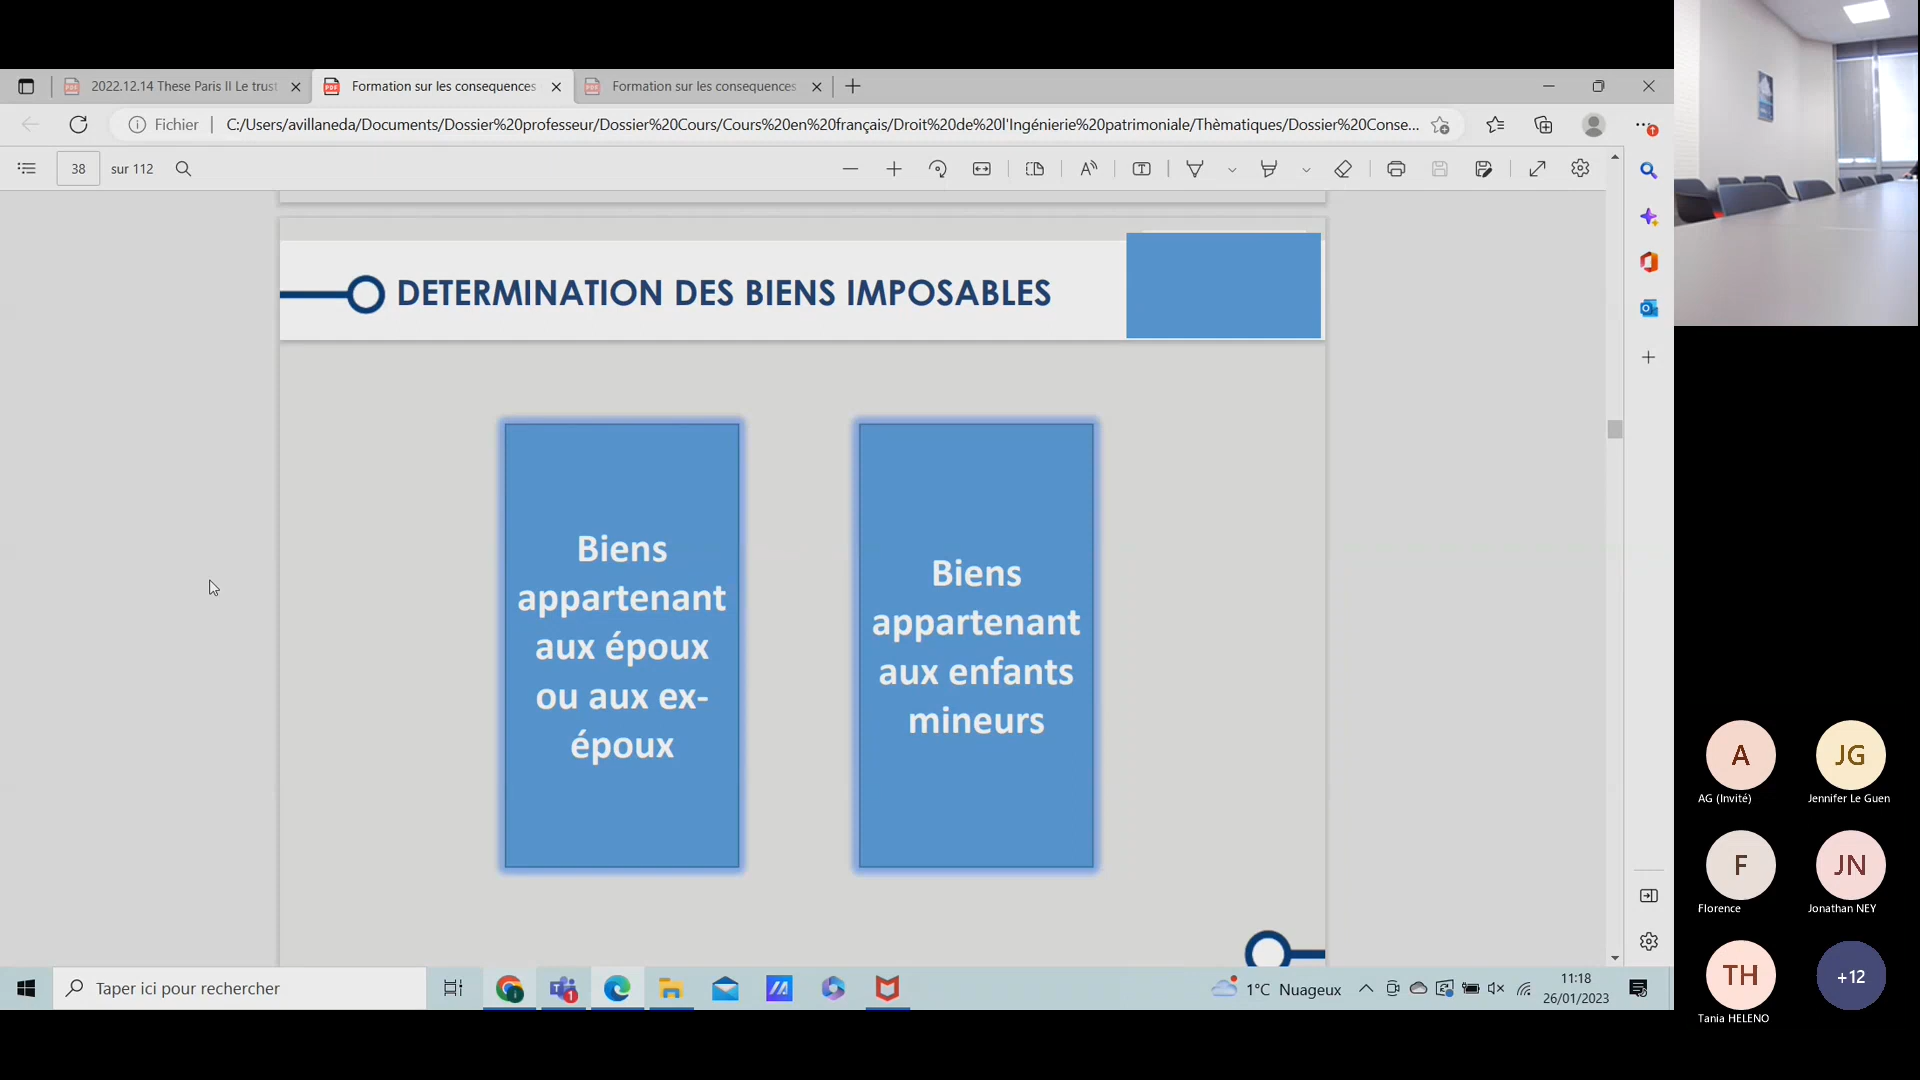 2022.12.14 These Paris II Le trust
Formation sur les consequences
Formation sur les consequences
Fichier
C:/Users/avillaneda/Documents/Dossier%20professeur/Dossier%20Cours/Cours%20en%20français/Droit%20de%20l'Ingénierie%20patrimoniale/Thèmatiques/Dossier%20Conse...
38
sur 112
DETERMINATION DES BIENS IMPOSABLES
Biens
appartenant
aux époux
ou aux ex-
époux
Biens
appartenant
aux enfants
mineurs
A
AG (Invité)
JG
Jennifer Le Guen
F
Florence
JN
Jonathan NEY
TH
Tania HELENO
+12
Taper ici pour rechercher
1
1°C Nuageux
11:18
26/01/2023